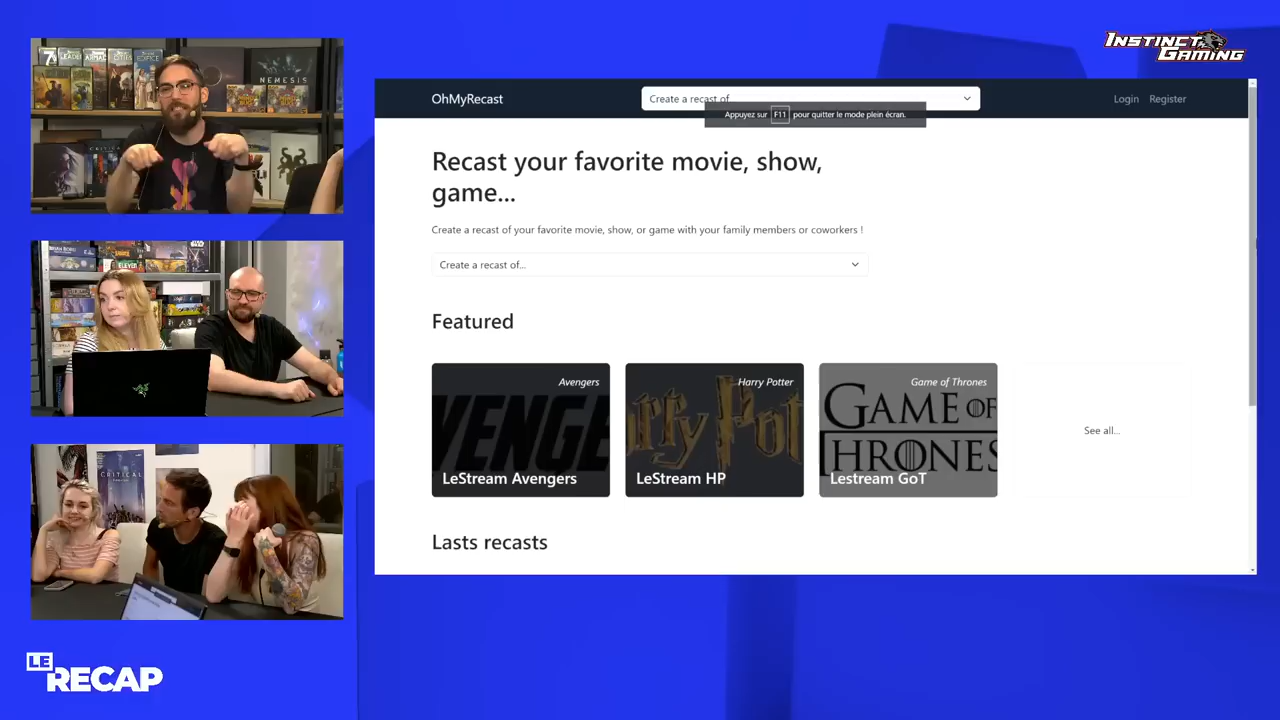 INSTINCT
GAMING
OhMyRecast
Create a recast of...
Login
Register
Appuyez sur F11 pour quitter le mode plein écran.
Recast your favorite movie, show,
game...
Create a recast of your favorite movie, show, or game with your family members or coworkers !
Create a recast of...
Featured
Avengers
LeStream Avengers
Harry Potter
LeStream HP
Game of Thrones
GAME OF
THRONES
Lestream GoT
See all...
Lasts recasts
NEMESIS
CRITICAL
LE
RECAP